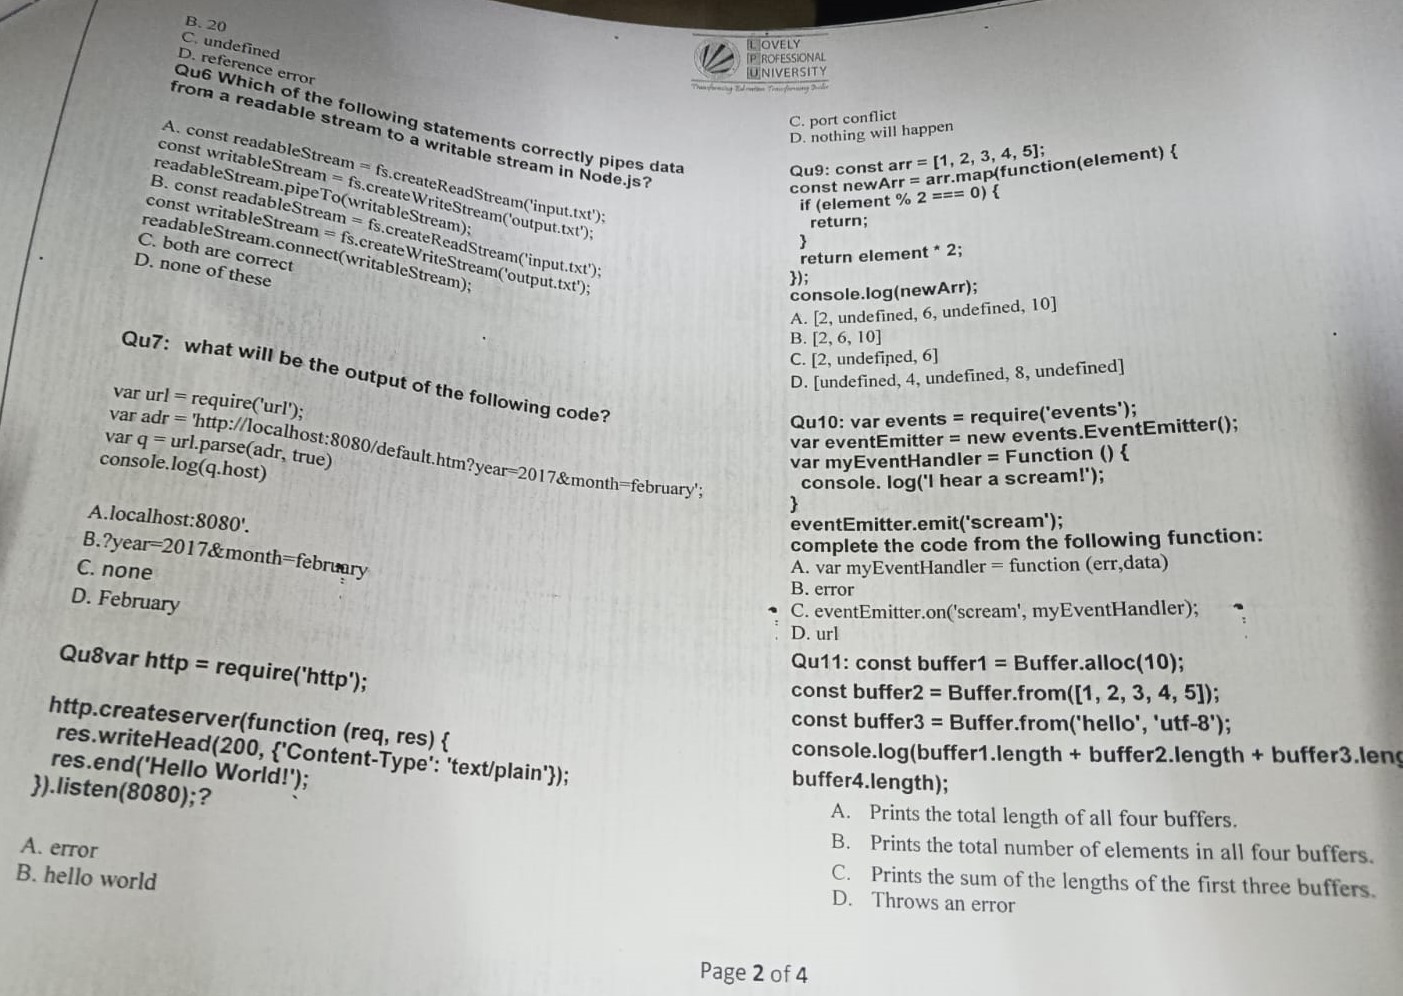 B. 20
C. undefined
D. reference error
Qu6 Which of the following statements correctly pipes data
from a readable stream to a writable stream in Node.js?
A. const readableStream = fs.createReadStream('input.txt');
const writableStream = fs.createWriteStream('output.txt');
readableStream.pipeTo(writableStream);
B. const readableStream = fs.createReadStream('input.txt');
const writableStream = fs.createWriteStream('output.txt');
readableStream.connect(writableStream);
C. both are correct
D. none of these
Qu7: what will be the output of the following code?
var url = require('url');
var adr = 'http://localhost:8080/default.htm?year=2017&month=february';
var q = url.parse(adr, true)
console.log(q.host)
A.localhost:8080'.
B.?year=2017&month=february
C. none
D. February
Qu8var http = require('http');
http.createserver(function (req, res) {
res.writeHead(200, {'Content-Type': 'text/plain'});
res.end('Hello World!');
}).listen(8080);?
A. error
B. hello world
LOVELY
PROFESSIONAL
UNIVERSITY
Transforming Education Transforming India
C. port conflict
D. nothing will happen
Qu9: const arr = [1, 2, 3, 4, 5];
const newArr = arr.map(function(element) {
if (element % 2 === 0) {
return;
}
return element * 2;
});
console.log(newArr);
A. [2, undefined, 6, undefined, 10]
B. [2, 6, 10]
C. [2, undefined, 6]
D. [undefined, 4, undefined, 8, undefined]
Qu10: var events = require('events');
var eventEmitter = new events.EventEmitter();
var myEventHandler = Function () {
console. log('I hear a scream!');
}
eventEmitter.emit('scream');
complete the code from the following function:
A. var myEventHandler = function (err,data)
B. error
C. eventEmitter.on('scream', myEventHandler);
D. url
Qu11: const buffer1 = Buffer.alloc(10);
const buffer2 = Buffer.from([1, 2, 3, 4, 5]);
const buffer3 = Buffer.from('hello', 'utf-8');
console.log(buffer1.length + buffer2.length + buffer3.leng
buffer4.length);
A. Prints the total length of all four buffers.
B. Prints the total number of elements in all four buffers.
C. Prints the sum of the lengths of the first three buffers.
D. Throws an error
Page 2 of 4